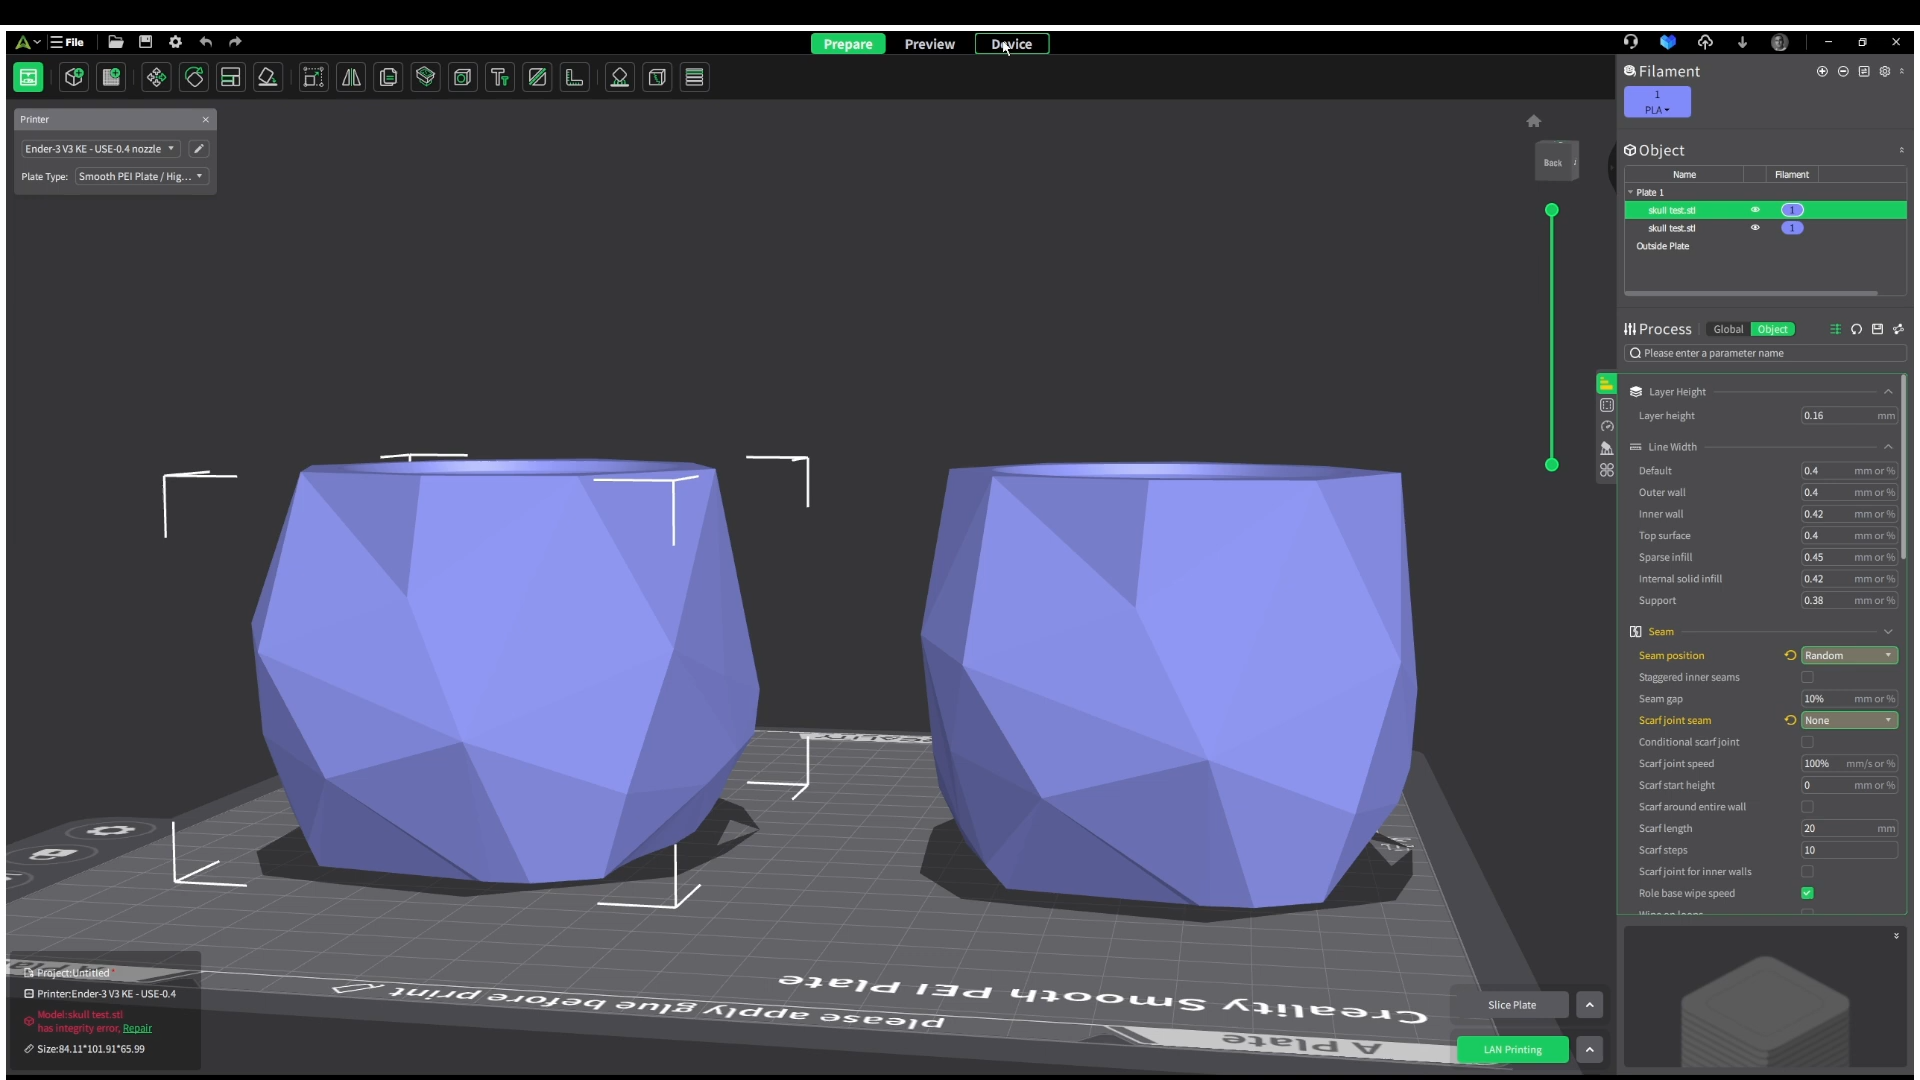 File
Prepare
Preview
Device
Printer
Ender-3 V3 KE - USE-0.4 nozzle
Plate Type:
Smooth PEI Plate / Hig...
Back
Filament
1
PLA
Object
Name
Filament
Plate 1
skull test.stl
1
skull test.stl
1
Outside Plate
Process
Global
Object
Please enter a parameter name
Layer Height
Layer height
0.16
mm
Line Width
Default
0.4
mm or %
Outer wall
0.4
mm or %
Inner wall
0.42
mm or %
Top surface
0.4
mm or %
Sparse infill
0.45
mm or %
Internal solid infill
0.42
mm or %
Support
0.38
mm or %
Seam
Seam position
Random
Staggered inner seams
Seam gap
10%
mm or %
Scarf joint seam
None
Conditional scarf joint
Scarf joint speed
100%
mm/s or %
Scarf start height
0
mm or %
Scarf around entire wall
Scarf length
20
mm
Scarf steps
10
Scarf joint for inner walls
Role base wipe speed
Wipe on loops
Creality Smooth PEI Plate
please apply glue before print
A Plate
Project:Untitled*
Printer:Ender-3 V3 KE - USE-0.4
Model:skull test.stl
has integrity error, Repair
Size:84.11*101.91*65.99
Slice Plate
LAN Printing